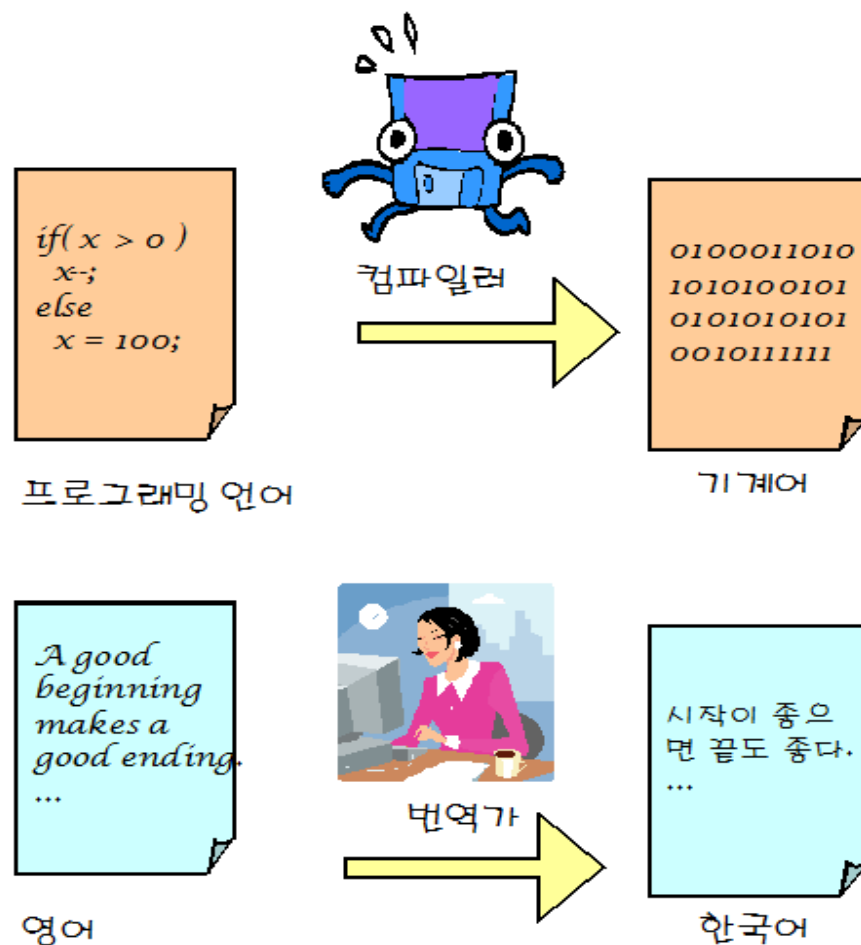 if( x > 0 )
x--;
else
x = 100;
프로그래밍 언어
컴파일러
0100011010
1010100101
0101010101
0010111111
기계어
A good
beginning
makes a
good ending.
...
영어
번역가
시작이 좋으
면 끝도 좋다.
...
한국어